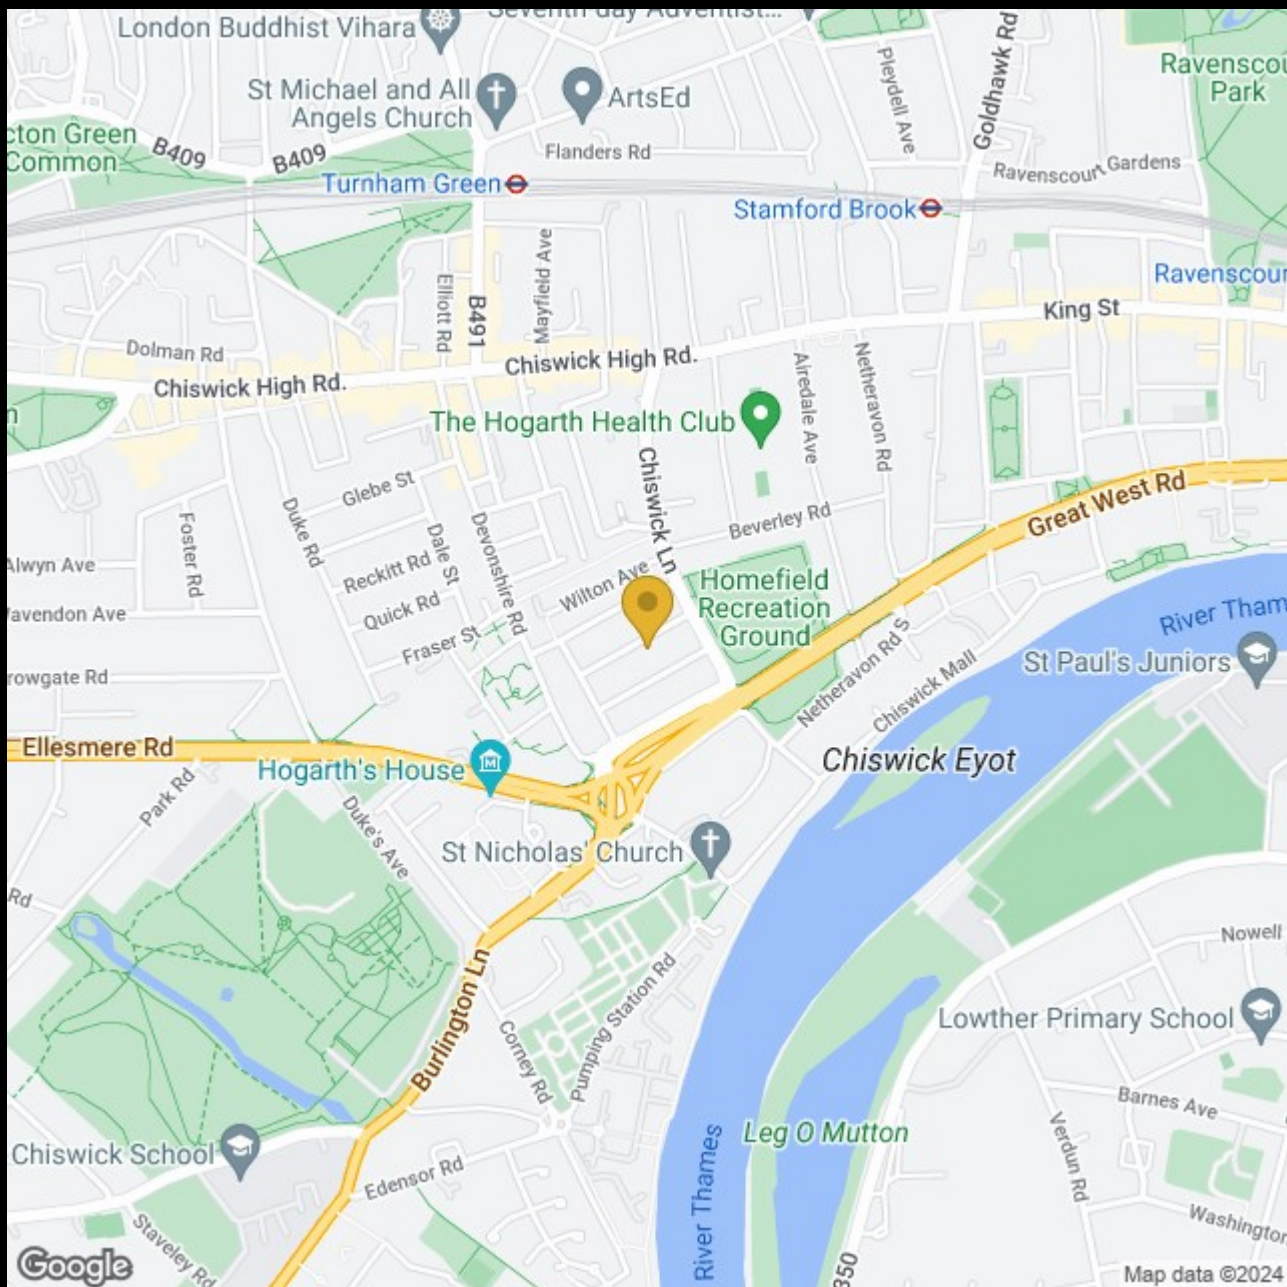 Seventh day Adventist...
London Buddhist Vihara
Goldhawk Rd
Pleydell Ave
St Michael and All
Angels Church
ArtsEd
Park
B409
B409
Common
Flanders Rd
Ravenscourt Gardens
Turnham Green
Stamford Brook
Mayfield Ave
Elliott Rd
B491
King St
Dolman Rd
Chiswick High Rd.
Chiswick High Rd.
Airedale Ave
Netheravon Rd
The Hogarth Health Club
Chiswick Ln
Glebe St
Great West Rd
Foster Rd
Duke Rd
Dale St
Devonshire Rd
Beverley Rd
Alwyn Ave
Reckitt Rd
Wilton Ave
Homefield
Recreation
Ground
Quick Rd
River Tham
Fraser St
Netheravon Rd S
St Paul's Juniors
rowgate Rd
Chiswick Mall
Ellesmere Rd
Hogarth's House
Chiswick Eyot
Park Rd
Duke's Ave
St Nicholas' Church
Rd
Nowell
Burlington Ln
Pumping Station Rd
Corney Rd
Lowther Primary School
Barnes Ave
Leg O Mutton
Verdun Rd
Chiswick School
Edensor Rd
River Thames
Washington
Staveley Rd
Google
Map data ©2024